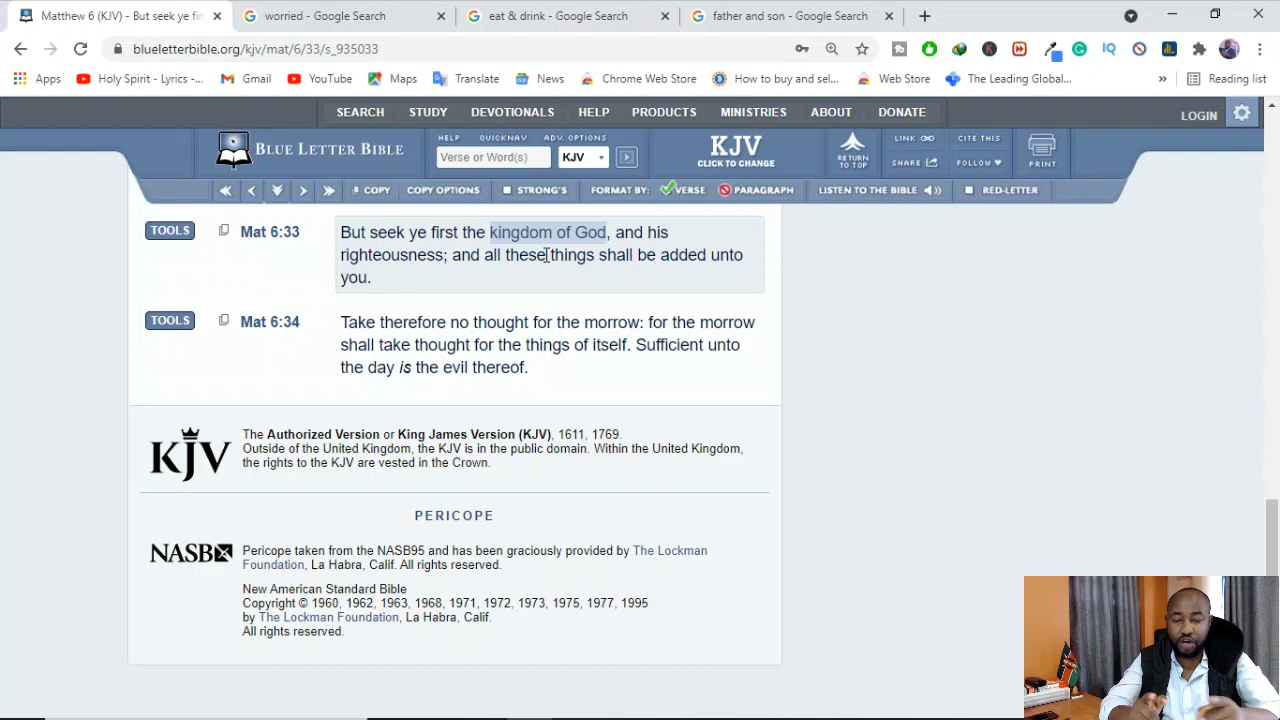 Matthew 6 (KJV) - But seek ye fir
worried - Google Search
eat & drink - Google Search
father and son - Google Search
blueletterbible.org/kjv/mat/6/33/s_935033
Apps
Holy Spirit - Lyrics -...
Gmail
YouTube
Maps
Translate
News
Chrome Web Store
How to buy and sel...
Web Store
The Leading Global...
»
Reading list
SEARCH STUDY DEVOTIONALS HELP PRODUCTS MINISTRIES ABOUT DONATE
LOGIN
BLUE LETTER BIBLE
HELP QUICKNAV ADV. OPTIONS
Verse or Word(s)
KJV
KJV
CLICK TO CHANGE
RETURN
TO TOP
LINK
CITE THIS
SHARE
FOLLOW
PRINT
COPY
COPY OPTIONS
STRONG'S
FORMAT BY: VERSE PARAGRAPH
LISTEN TO THE BIBLE
RED-LETTER
TOOLS
Mat 6:33
But seek ye first the kingdom of God, and his
righteousness; and all these things shall be added unto
you.
TOOLS
Mat 6:34
Take therefore no thought for the morrow: for the morrow
shall take thought for the things of itself. Sufficient unto
the day is the evil thereof.
KJV
The Authorized Version or King James Version (KJV), 1611, 1769.
Outside of the United Kingdom, the KJV is in the public domain. Within the United Kingdom,
the rights to the KJV are vested in the Crown.
PERICOPE
NASB
Pericope taken from the NASB95 and has been graciously provided by The Lockman
Foundation, La Habra, Calif. All rights reserved.
New American Standard Bible
Copyright © 1960, 1962, 1963, 1968, 1971, 1972, 1973, 1975, 1977, 1995
by The Lockman Foundation, La Habra, Calif.
All rights reserved.